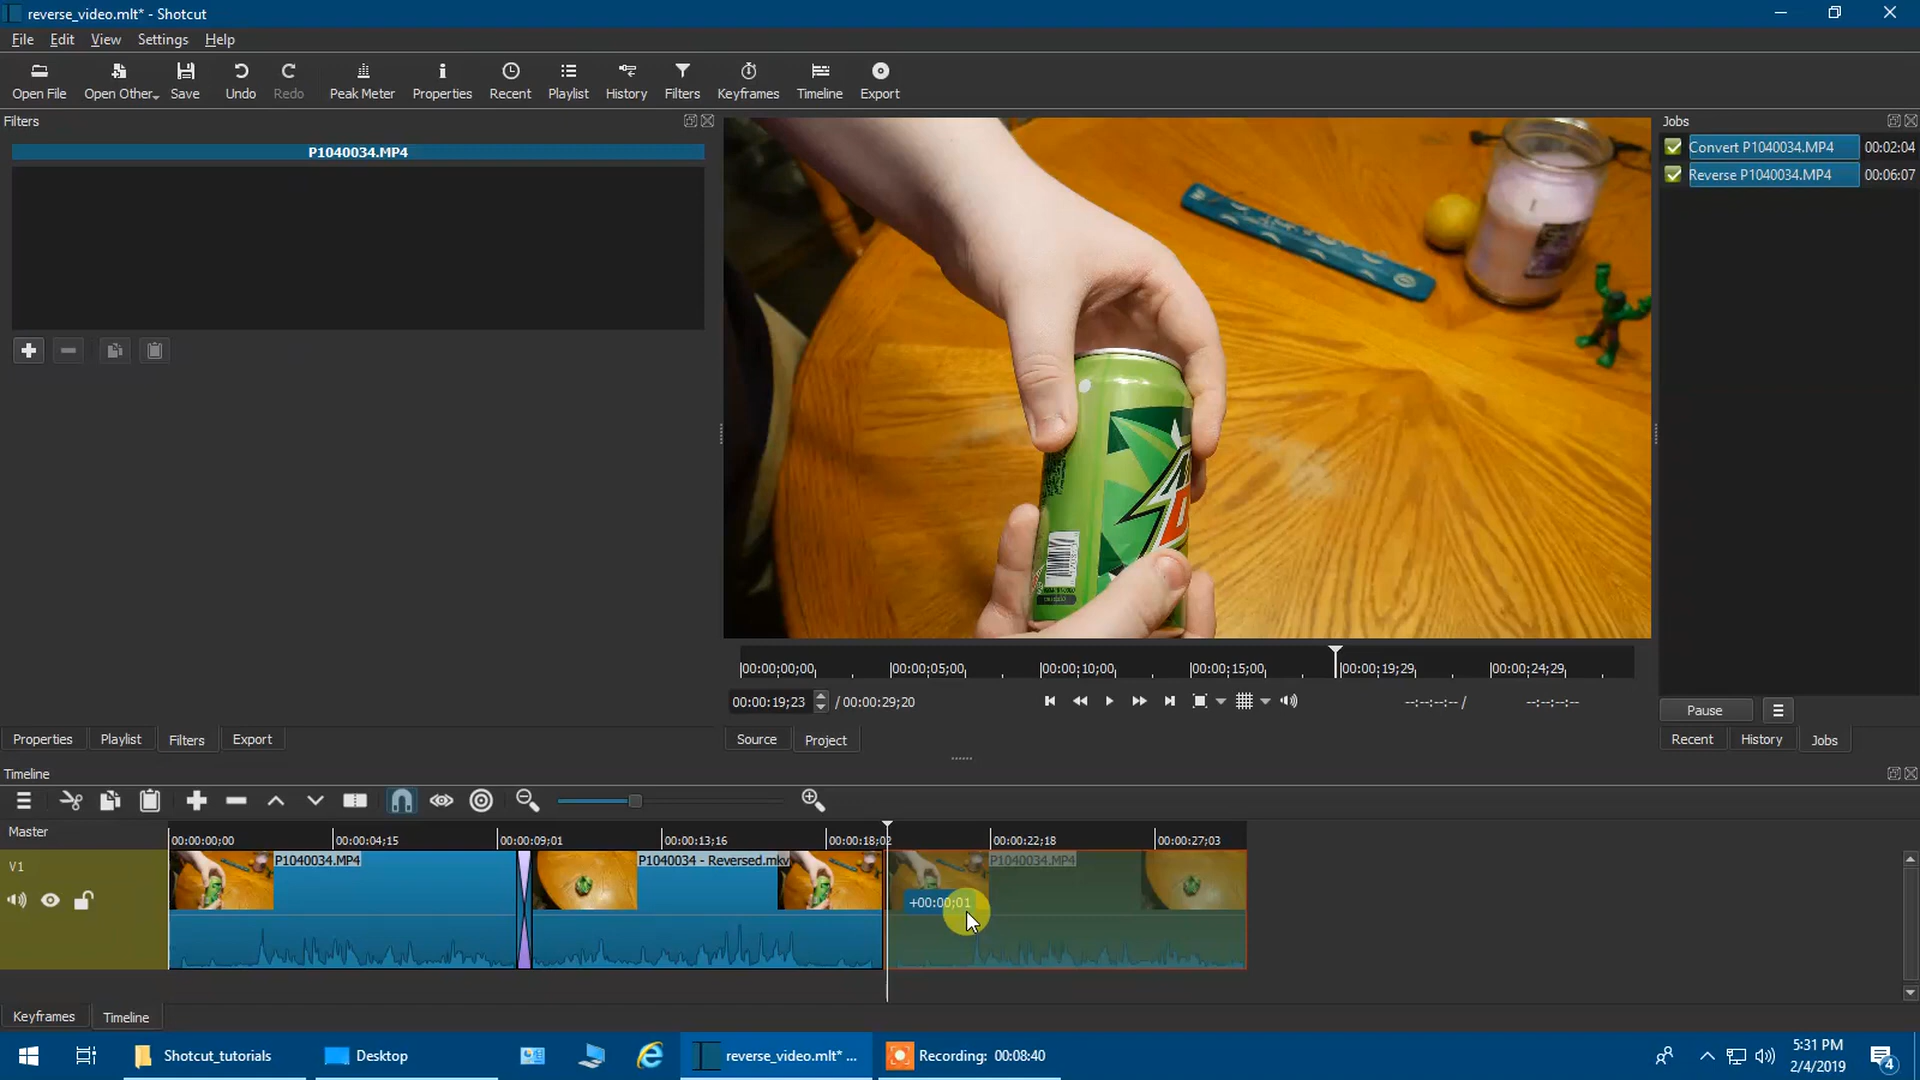 reverse_video.mlt* - Shotcut
File Edit View Settings Help
Open File Open Other Save Undo Redo Peak Meter Properties Recent Playlist History Filters Keyframes Timeline Export
Filters
P1040034.MP4
Jobs
Convert P1040034.MP4 00:02:04
Reverse P1040034.MP4 00:06:07
00:00:00;00 00:00:05;00 00:00:10;00 00:00:15;00 00:00:19;29 00:00:24;29
00:00:19;23 / 00:00:29;20 --:--:--:-- / --:--:--:--
Pause
Properties Playlist Filters Export
Source Project
Recent History Jobs
Timeline
Master
00:00:00;00 00:00:04;15 00:00:09;01 00:00:13;16 00:00:18;02 00:00:22;18 00:00:27;03
V1
P1040034.MP4 P1040034 - Reversed.mkv P1040034.MP4
+00:00;01
Keyframes Timeline
Shotcut_tutorials Desktop reverse_video.mlt* ... Recording: 00:08:40
5:31 PM
2/4/2019
4